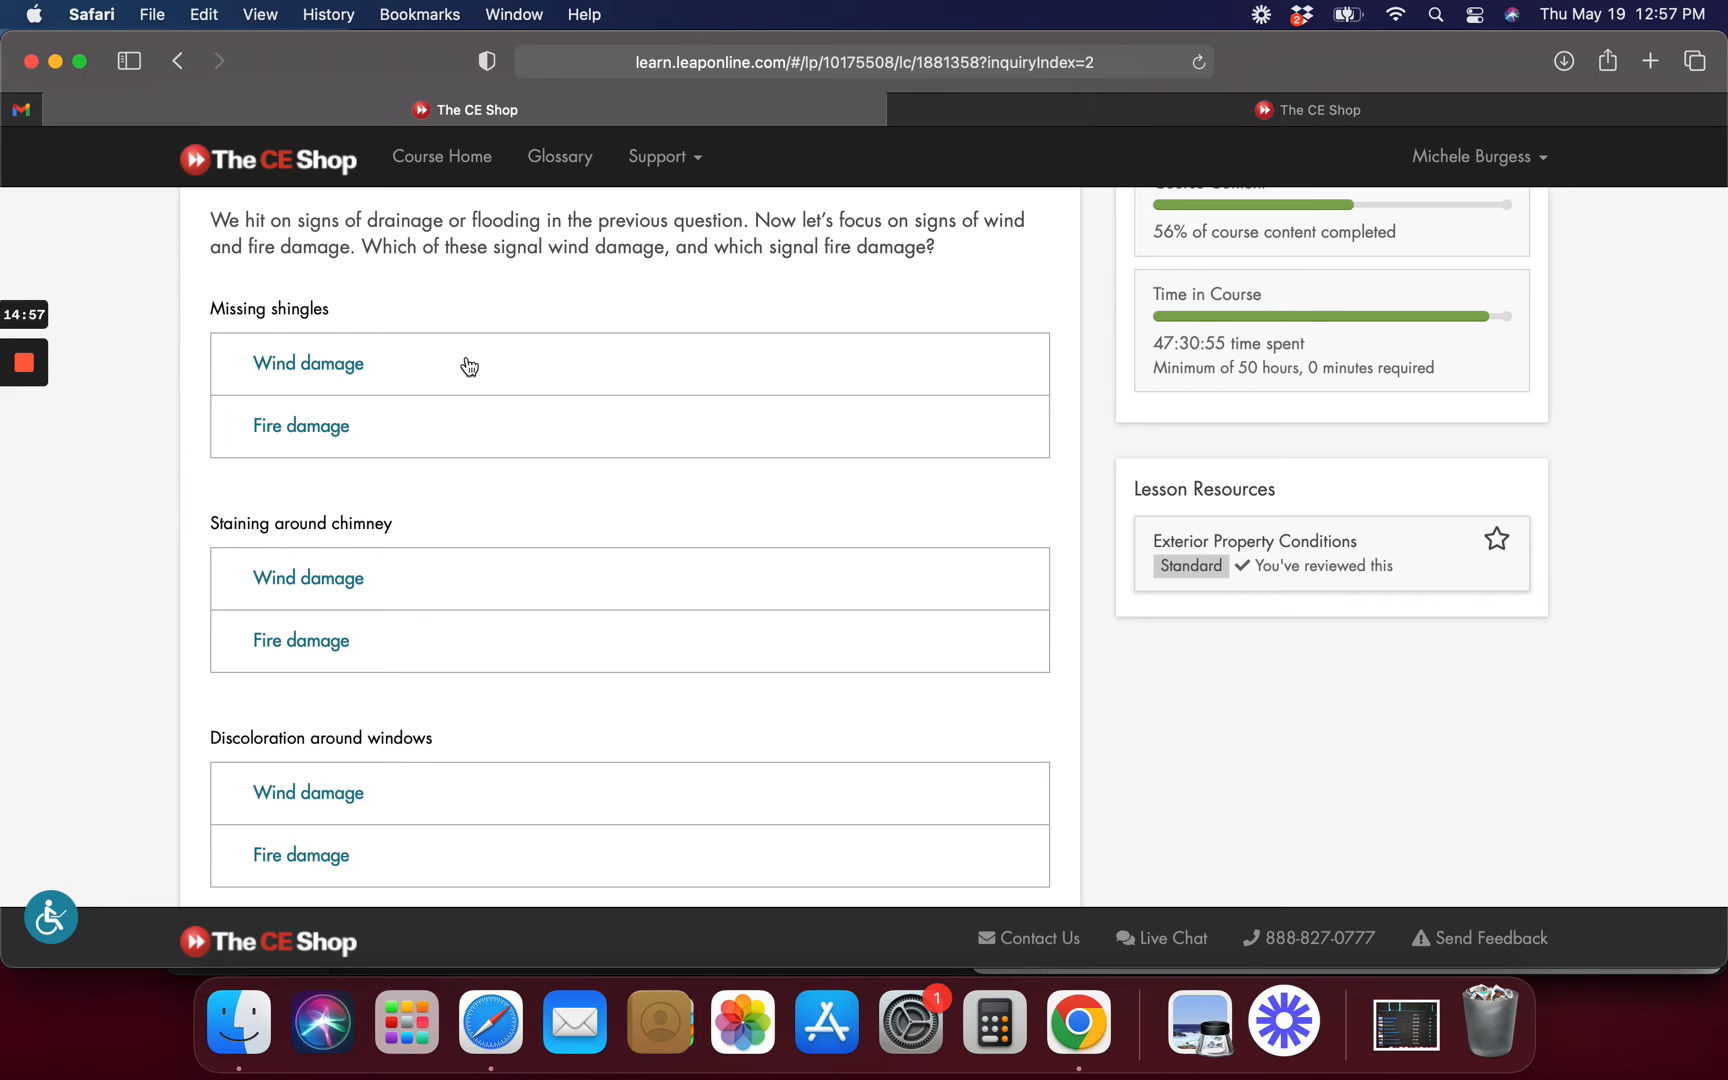 Safari File Edit View History Bookmarks Window Help
2
Thu May 19 12:57 PM
learn.leaponline.com/#/lp/10175508/lc/1881358?inquiryIndex=2
The CE Shop
The CE Shop
The CE Shop
Course Home
Glossary
Support
Michele Burgess
We hit on signs of drainage or flooding in the previous question. Now let's focus on signs of wind
and fire damage. Which of these signal wind damage, and which signal fire damage?
Missing shingles
Wind damage
Fire damage
Staining around chimney
Wind damage
Fire damage
Discoloration around windows
Wind damage
Fire damage
14:57
56% of course content completed
Time in Course
47:30:55 time spent
Minimum of 50 hours, 0 minutes required
Lesson Resources
Exterior Property Conditions
Standard You've reviewed this
The CE Shop
Contact Us
Live Chat
888-827-0777
Send Feedback
1